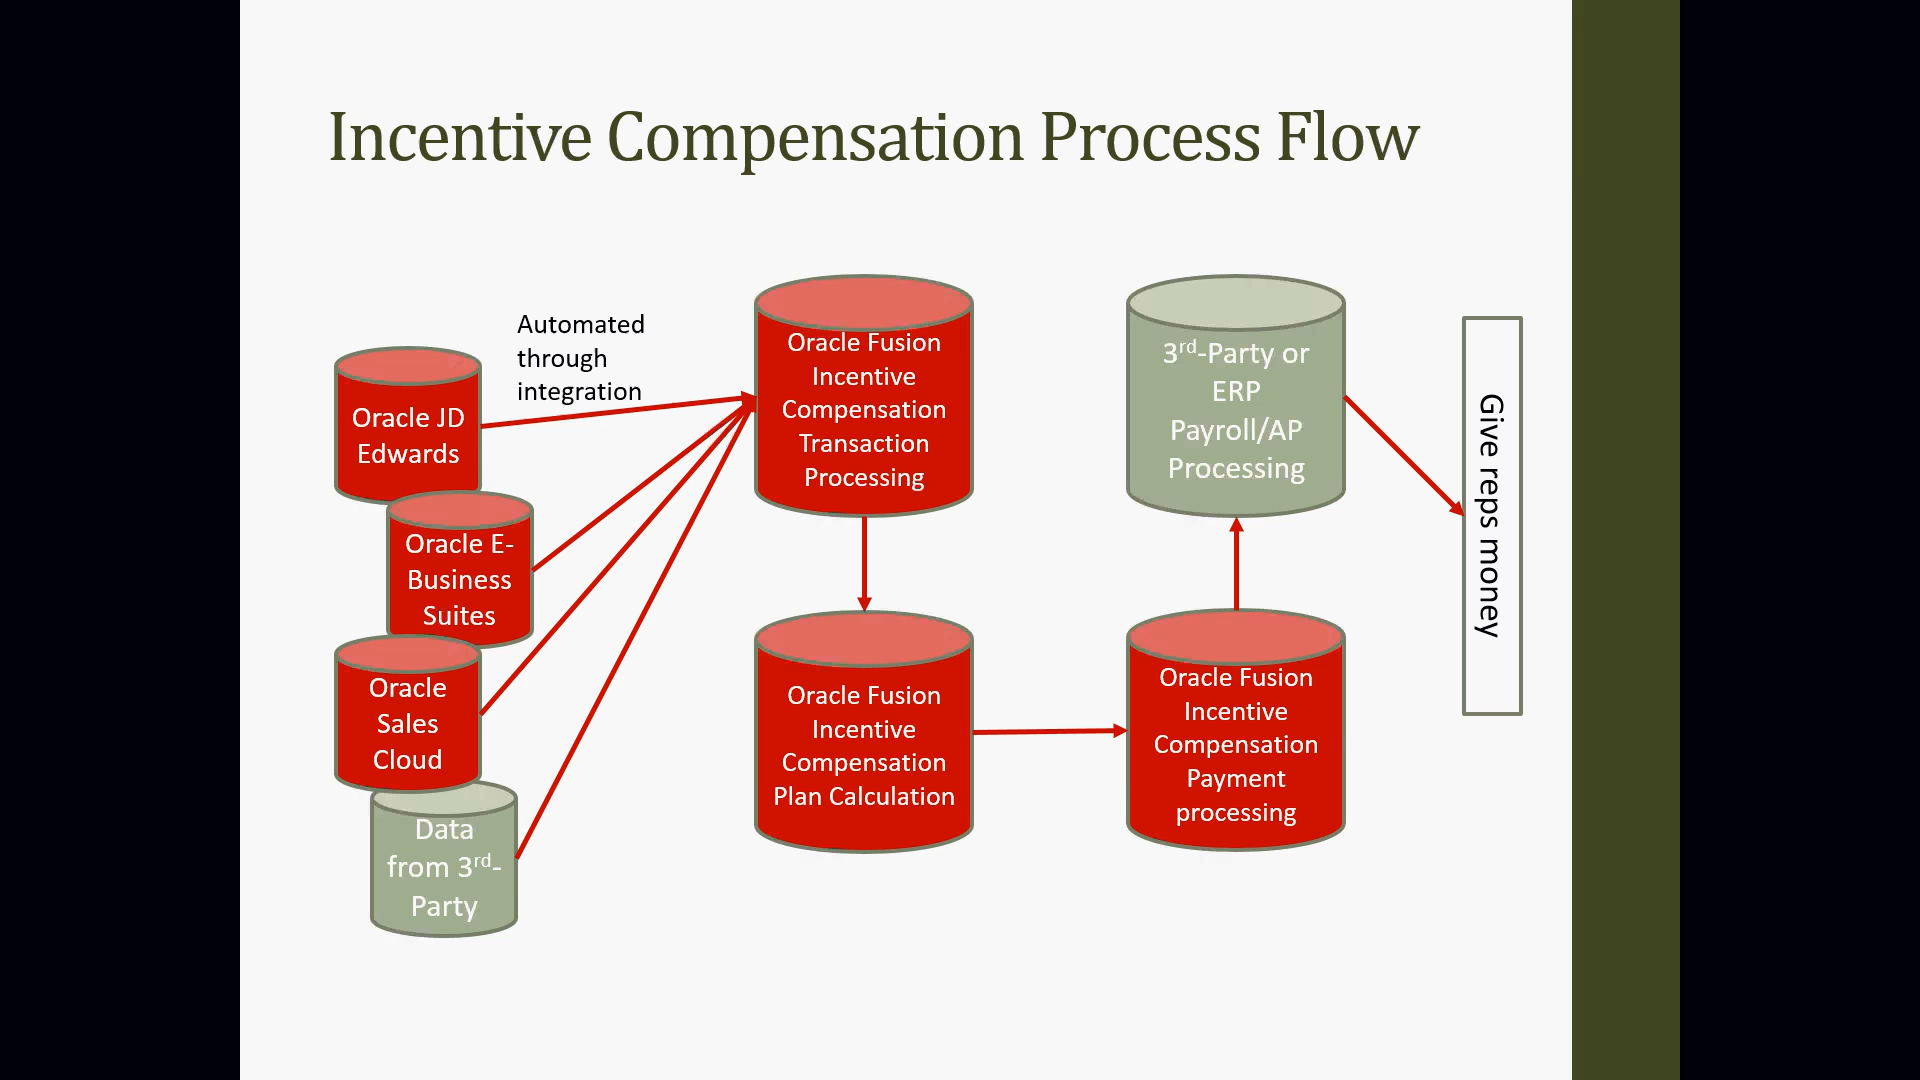 Incentive Compensation Process Flow
Automated
through
integration
Oracle JD
Edwards
Oracle E-
Business
Suites
Oracle
Sales
Cloud
Data
from 3rd-
Party
Oracle Fusion
Incentive
Compensation
Transaction
Processing
Oracle Fusion
Incentive
Compensation
Plan Calculation
Oracle Fusion
Incentive
Compensation
Payment
processing
3rd-Party or
ERP
Payroll/AP
Processing
Give reps money